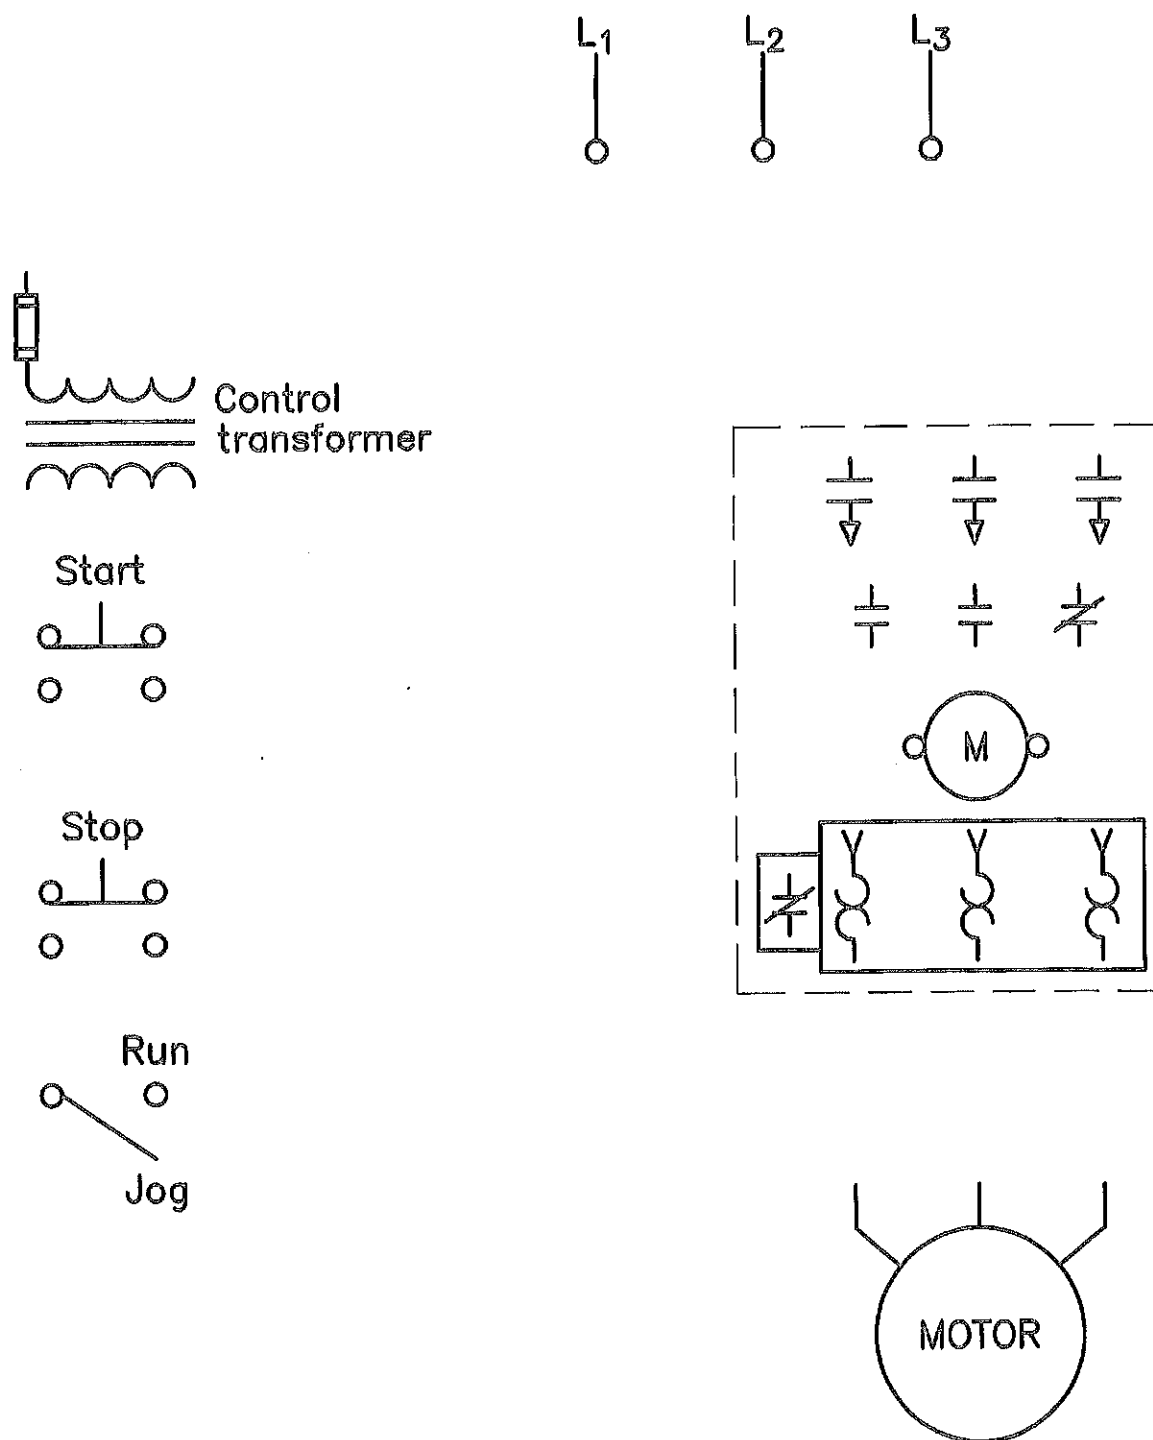 L1 L2 L3
Control
transformer
Start
M
Stop
Run
Jog
MOTOR